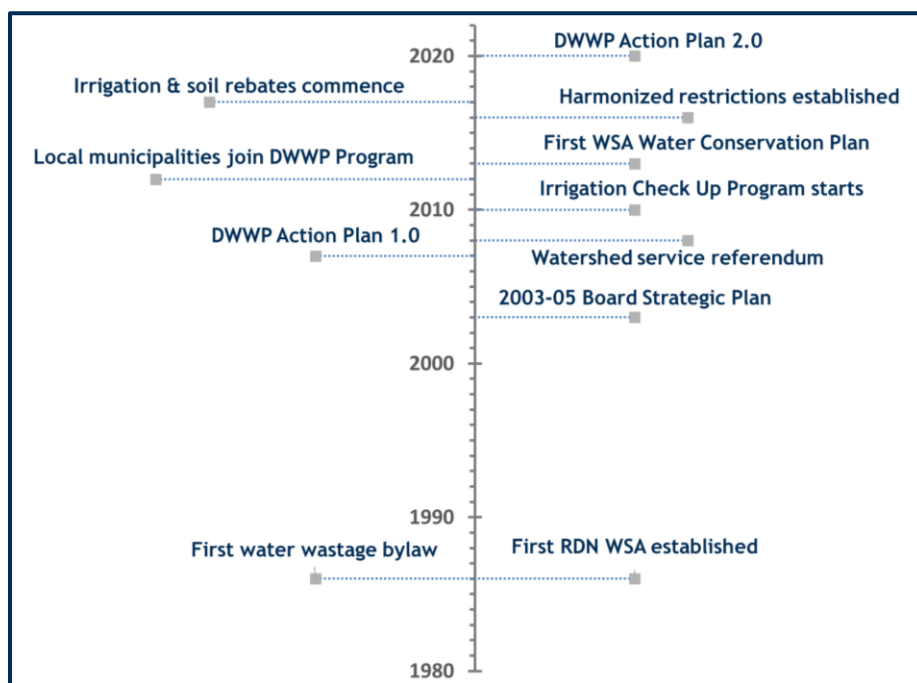 DWWP Action Plan 2.0
2020
Irrigation & soil rebates commence
Harmonized restrictions established
First WSA Water Conservation Plan
Local municipalities join DWWP Program
Irrigation Check Up Program starts
2010
DWWP Action Plan 1.0
Watershed service referendum
2003-05 Board Strategic Plan
2000
1990
First water wastage bylaw
First RDN WSA established
1980